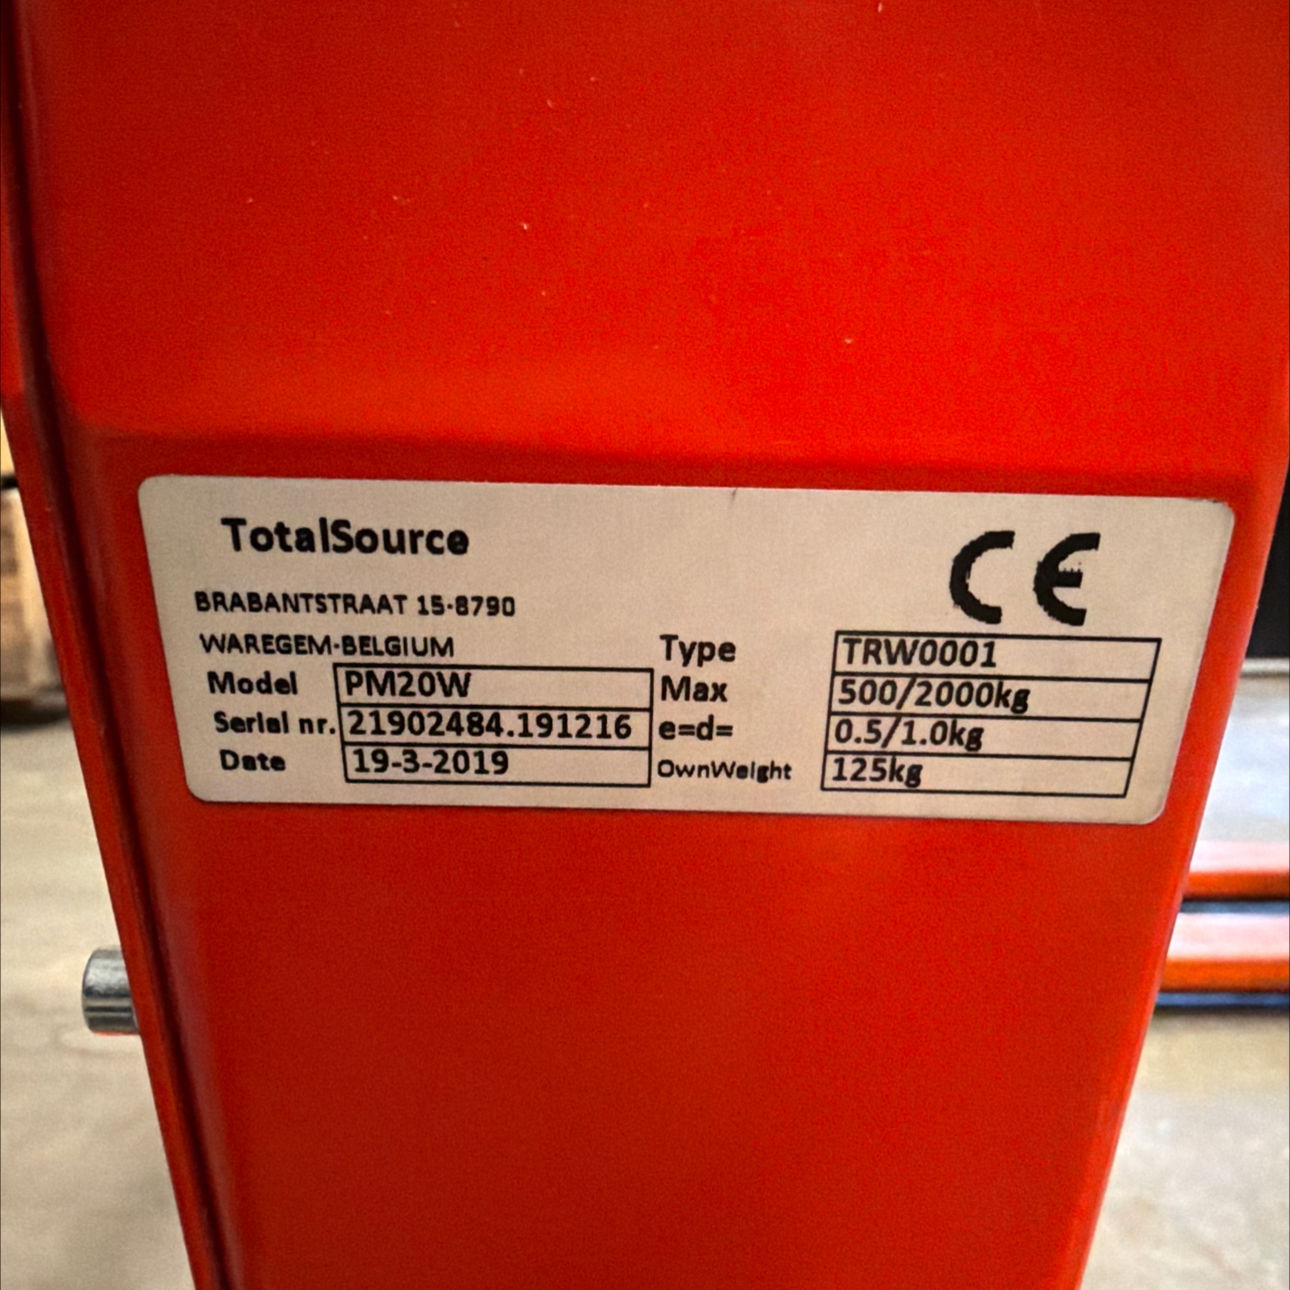 TotalSource
CE
BRABANTSTRAAT 15-8790
WAREGEM-BELGIUM
Model PM20W
Serial nr. 21902484.191216
Date 19-3-2019
Type TRW0001
Max 500/2000kg
e=d= 0.5/1.0kg
OwnWeight 125kg